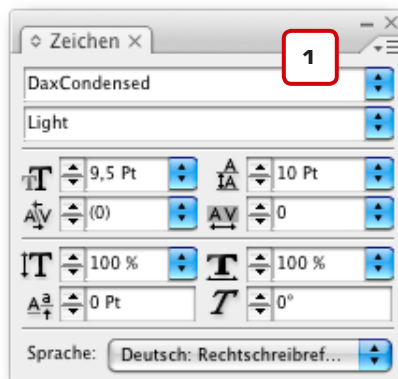 Zeichen
1
DaxCondensed
Light
9,5 Pt 10 Pt
(0) 0
100 % 100 %
0 Pt 0°
Sprache: Deutsch: Rechtschreibref...